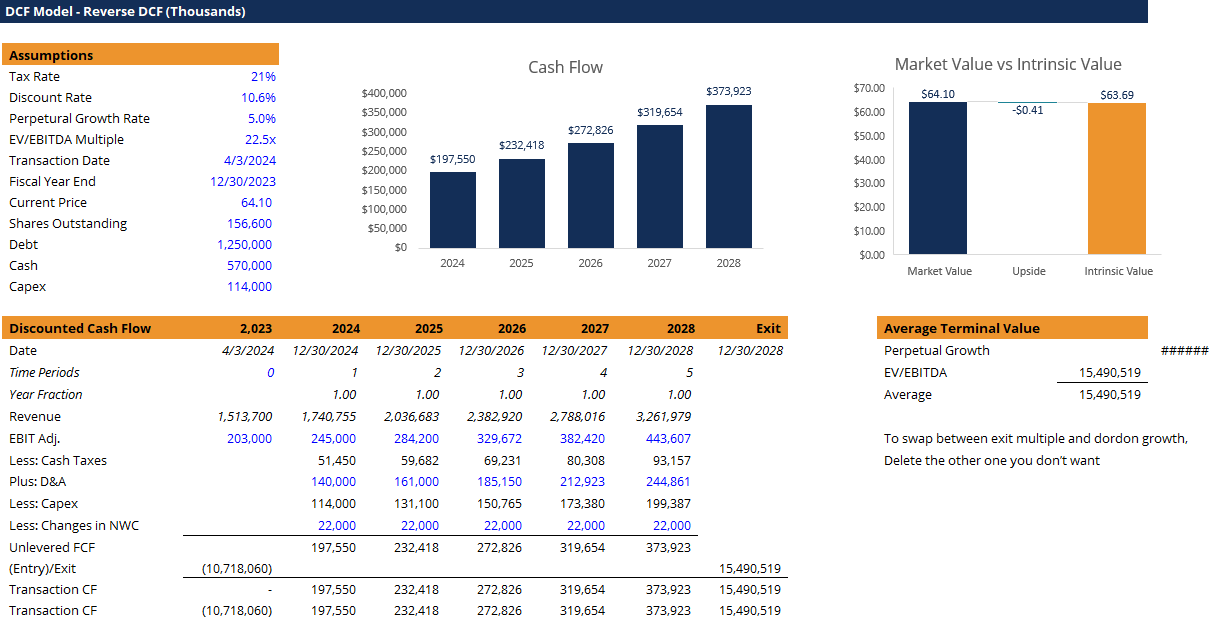 DCF Model - Reverse DCF (Thousands)
Assumptions
Tax Rate 21%
Discount Rate 10.6%
Perpetural Growth Rate 5.0%
EV/EBITDA Multiple 22.5x
Transaction Date 4/3/2024
Fiscal Year End 12/30/2023
Current Price 64.10
Shares Outstanding 156,600
Debt 1,250,000
Cash 570,000
Capex 114,000
Cash Flow
$400,000
$350,000
$300,000
$250,000
$200,000
$150,000
$100,000
$50,000
$0
$197,550
$232,418
$272,826
$319,654
$373,923
2024 2025 2026 2027 2028
Market Value vs Intrinsic Value
$70.00
$60.00
$50.00
$40.00
$30.00
$20.00
$10.00
$0.00
$64.10
-$0.41
$63.69
Market Value Upside Intrinsic Value
Discounted Cash Flow 2,023 2024 2025 2026 2027 2028 Exit
Date 4/3/2024 12/30/2024 12/30/2025 12/30/2026 12/30/2027 12/30/2028 12/30/2028
Time Periods 0 1 2 3 4 5
Year Fraction 1.00 1.00 1.00 1.00 1.00
Revenue 1,513,700 1,740,755 2,036,683 2,382,920 2,788,016 3,261,979
EBIT Adj. 203,000 245,000 284,200 329,672 382,420 443,607
Less: Cash Taxes 51,450 59,682 69,231 80,308 93,157
Plus: D&A 140,000 161,000 185,150 212,923 244,861
Less: Capex 114,000 131,100 150,765 173,380 199,387
Less: Changes in NWC 22,000 22,000 22,000 22,000 22,000
Unlevered FCF 197,550 232,418 272,826 319,654 373,923
(Entry)/Exit (10,718,060) 15,490,519
Transaction CF - 197,550 232,418 272,826 319,654 373,923 15,490,519
Transaction CF (10,718,060) 197,550 232,418 272,826 319,654 373,923 15,490,519
Average Terminal Value
Perpetual Growth ######
EV/EBITDA 15,490,519
Average 15,490,519
To swap between exit multiple and dordon growth,
Delete the other one you don't want